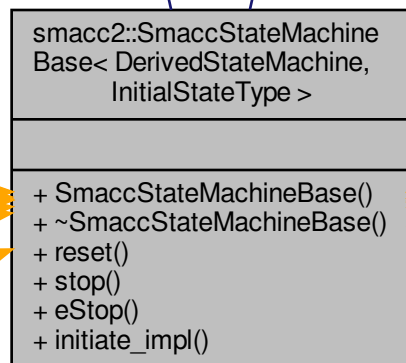 smacc2::SmaccStateMachine
Base< DerivedStateMachine,
InitialStateType >
+ SmaccStateMachineBase()
+ ~SmaccStateMachineBase()
+ reset()
+ stop()
+ eStop()
+ initiate_impl()